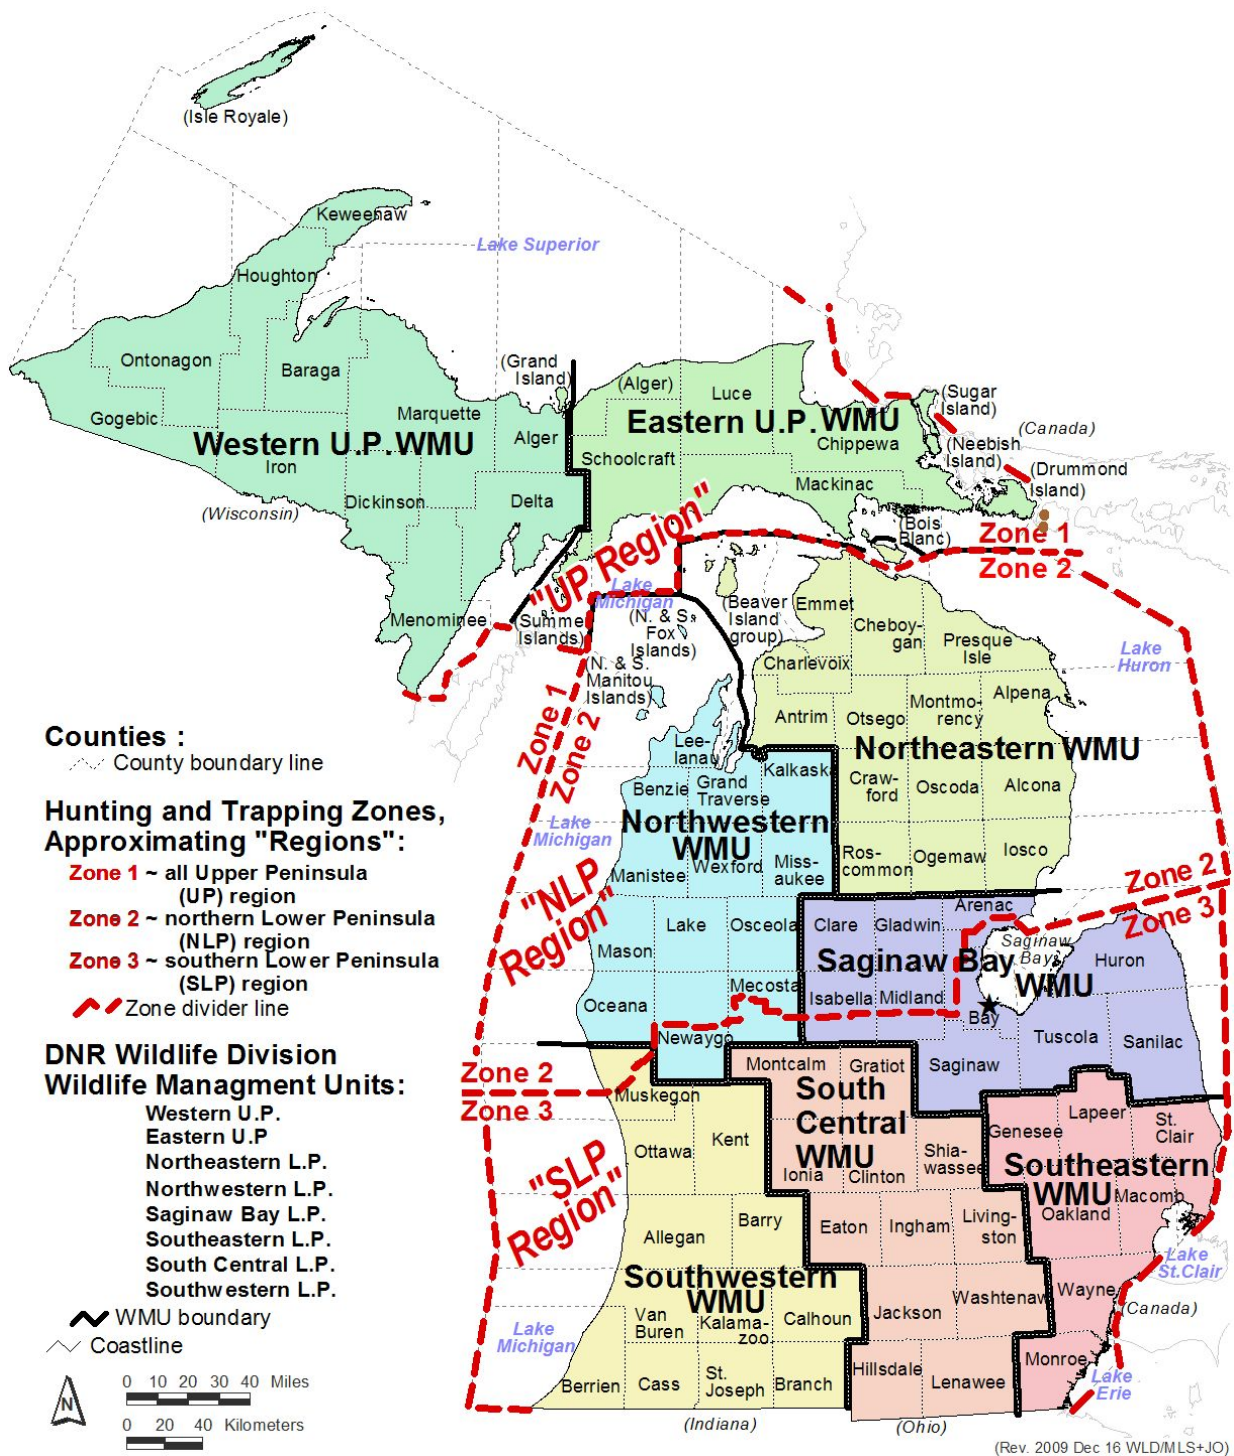 (Isle Royale)
Keweenaw
Lake Superior
Houghton
Ontonagon
Baraga
(Grand
Island)
(Alger)
Luce
(Sugar
Island)
Gogebic
Marquette
Alger
Eastern U.P. WMU
(Canada)
Western U.P. WMU
Chippewa
(Neebish
Island)
Iron
Schoolcraft
Mackinac
(Drummond
Island)
Dickinson
Delta
(Wisconsin)
(Bois
Blanc)
"UP Region"
Zone 1
Zone 2
Lake
Michigan
Menominee
(Summer
Islands)
(N. & S.
Fox
Islands)
(Beaver
Island
group)
Emmet
Cheboy-
gan
Presque
Isle
Lake
Huron
(N. & S.
Manitou
Islands)
Charlevoix
Zone 1
Zone 2
Antrim
Otsego
Montmo-
rency
Alpena
Counties :
County boundary line
Lee-
lanau
Northeastern WMU
Kalkaska
Benzie
Grand
Traverse
Craw-
ford
Oscoda
Alcona
Hunting and Trapping Zones,
Approximating "Regions":
Zone 1 ~ all Upper Peninsula
(UP) region
Zone 2 ~ northern Lower Peninsula
(NLP) region
Zone 3 ~ southern Lower Peninsula
(SLP) region
Zone divider line
Lake
Michigan
Northwestern
WMU
Manistee
Wexford
Miss-
aukee
Ros-
common
Ogemaw
Iosco
Zone 2
Zone 3
"NLP
Region"
Mason
Lake
Osceola
Clare
Gladwin
Arenac
Saginaw
Bay
Huron
Saginaw Bay
WMU
Oceana
Mecosta
Isabella
Midland
Bay
Tuscola
Sanilac
Newaygo
DNR Wildlife Division
Wildlife Managment Units:
Western U.P.
Eastern U.P
Northeastern L.P.
Northwestern L.P.
Saginaw Bay L.P.
Southeastern L.P.
South Central L.P.
Southwestern L.P.
WMU boundary
Coastline
Zone 2
Zone 3
Montcalm
Gratiot
Saginaw
Muskegon
South
Central
WMU
Lapeer
Genesee
St.
Clair
Ottawa
Kent
Ionia
Clinton
Shia-
wassee
Southeastern
WMU
Macomb
Oakland
"SLP
Region"
Allegan
Barry
Eaton
Ingham
Living-
ston
Lake
St.Clair
Southwestern
WMU
Van
Buren
Kalama-
zoo
Calhoun
Jackson
Washtenaw
Wayne
(Canada)
Lake
Michigan
Berrien
Cass
St.
Joseph
Branch
Hillsdale
Lenawee
Monroe
Lake
Erie
N
0 10 20 30 40 Miles
0 20 40 Kilometers
(Indiana)
(Ohio)
(Rev. 2009 Dec 16 WLD/MLS+JO)